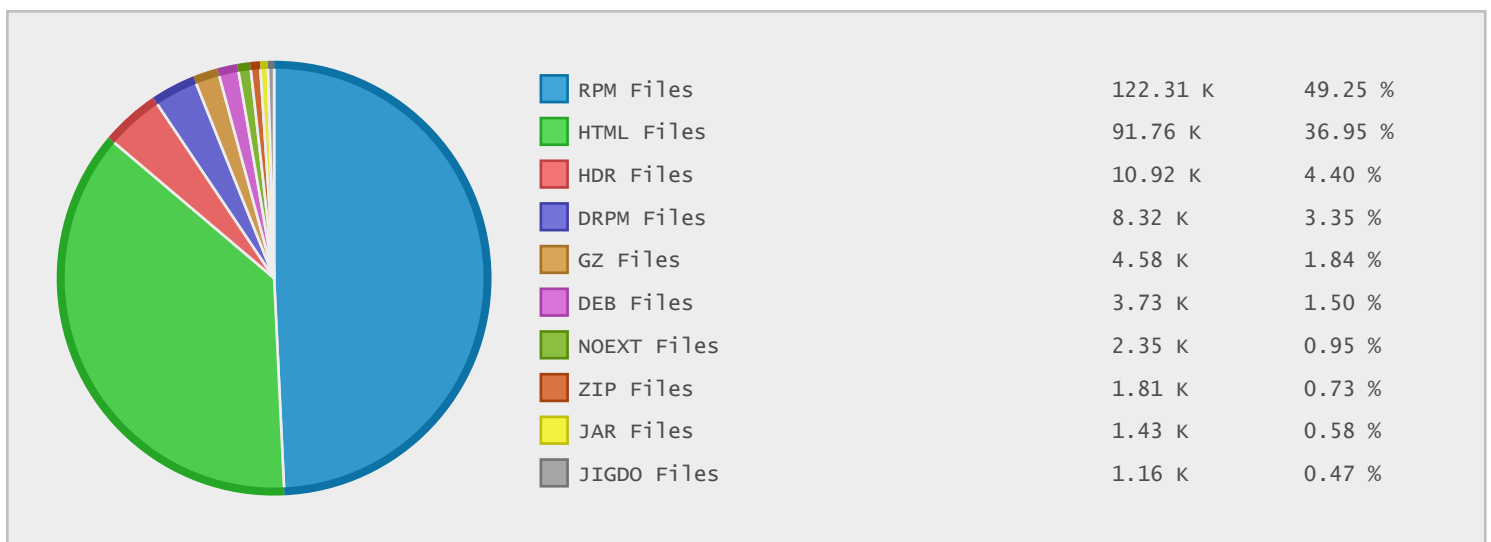 RPM Files 122.31 K 49.25 %
HTML Files 91.76 K 36.95 %
HDR Files 10.92 K 4.40 %
DRPM Files 8.32 K 3.35 %
GZ Files 4.58 K 1.84 %
DEB Files 3.73 K 1.50 %
NOEXT Files 2.35 K 0.95 %
ZIP Files 1.81 K 0.73 %
JAR Files 1.43 K 0.58 %
JIGDO Files 1.16 K 0.47 %